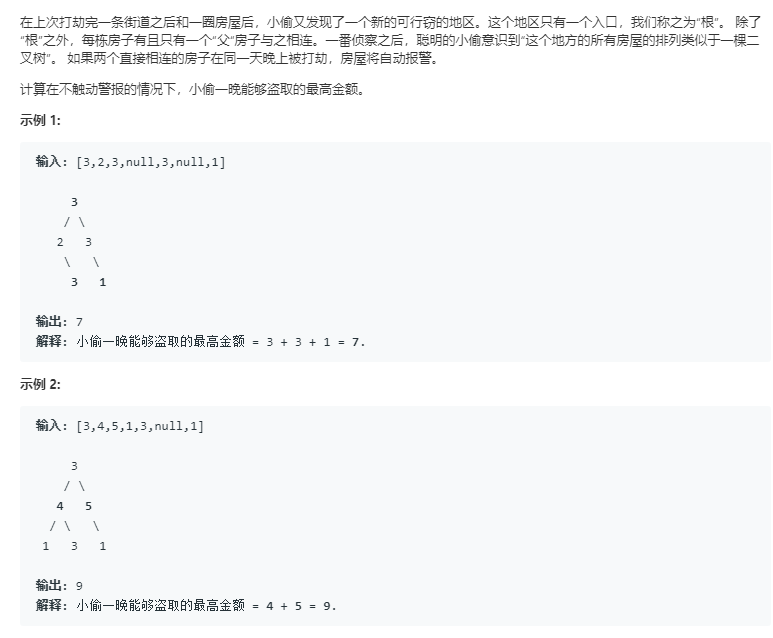 在上次打劫完一条街道之后和一圈房屋后，小偷又发现了一个新的可行窃的地区。这个地区只有一个入口，我们称之为“根”。 除了
“根”之外，每栋房子有且只有一个“父“房子与之相连。一番侦察之后，聪明的小偷意识到“这个地方的所有房屋的排列类似于一棵二
叉树”。 如果两个直接相连的房子在同一天晚上被打劫，房屋将自动报警。
计算在不触动警报的情况下，小偷一晚能够盗取的最高金额。
示例 1:
输入: [3,2,3,null,3,null,1]
3
/ \
2 3
\ \
3 1
输出: 7
解释: 小偷一晚能够盗取的最高金额 = 3 + 3 + 1 = 7.
示例 2:
输入: [3,4,5,1,3,null,1]
3
/ \
4 5
/ \ \
1 3 1
输出: 9
解释: 小偷一晚能够盗取的最高金额 = 4 + 5 = 9.